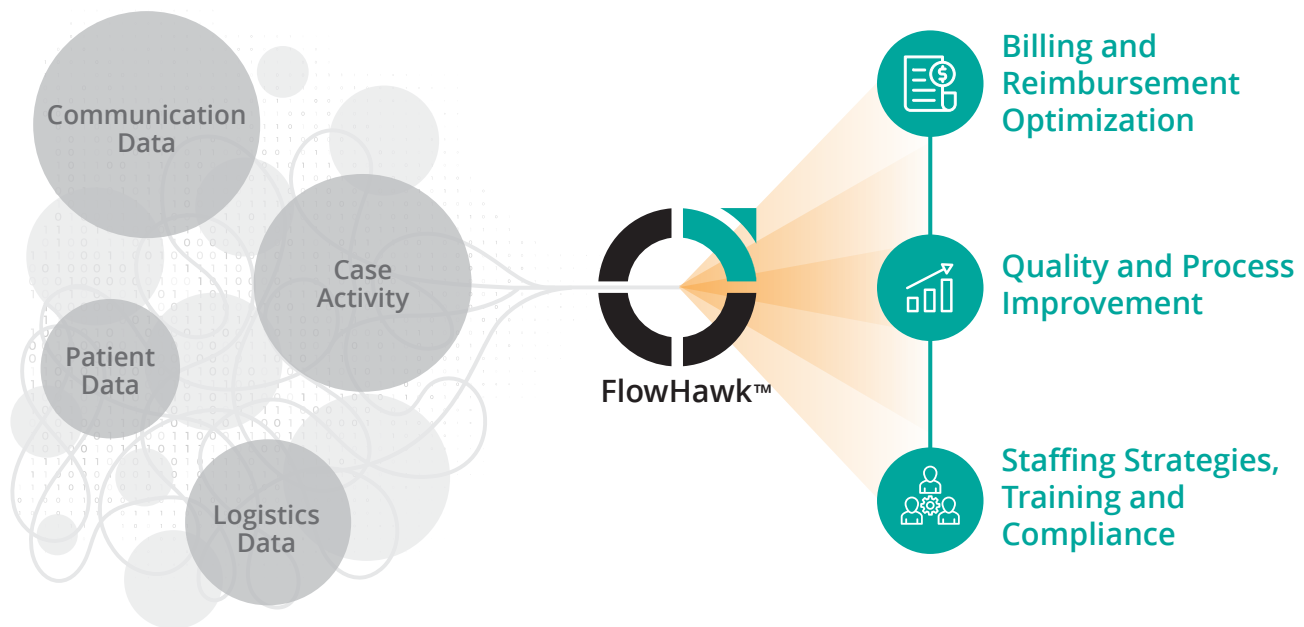 Communication
Data
Case
Activity
Patient
Data
Logistics
Data
FlowHawk™
Billing and
Reimbursement
Optimization
Quality and Process
Improvement
Staffing Strategies,
Training and
Compliance